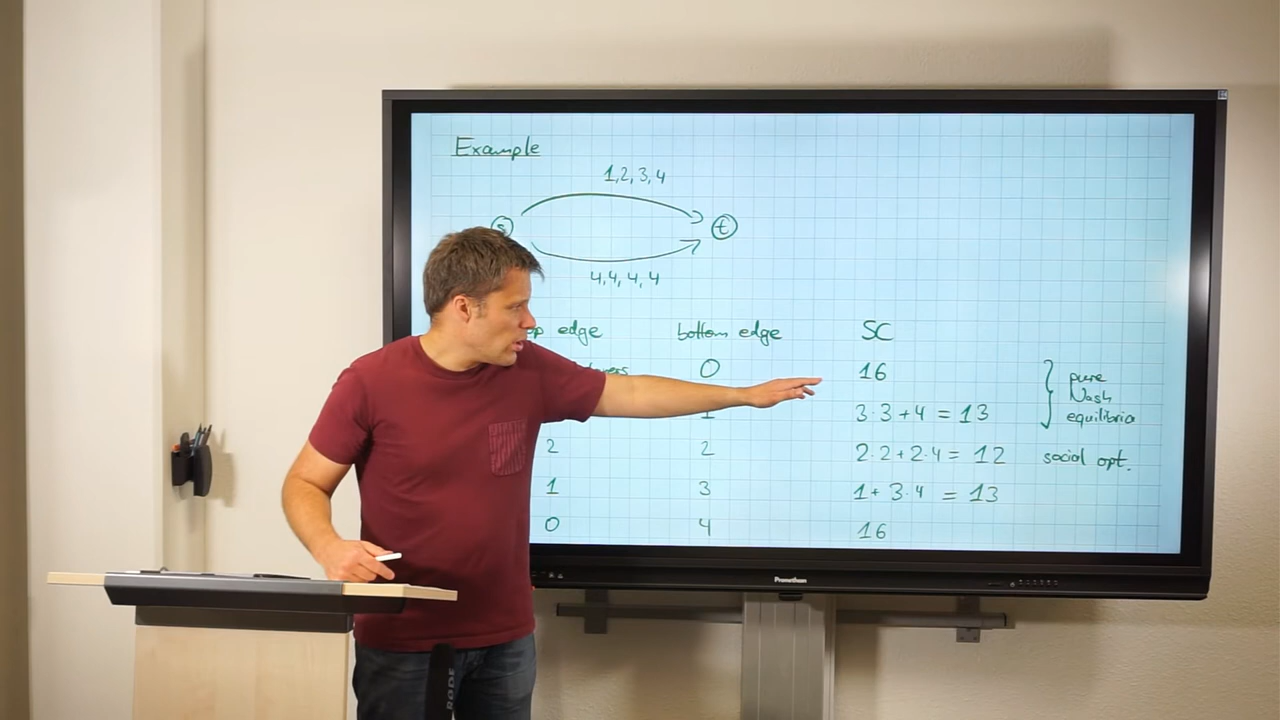 Example
1,2,3,4
s
t
4,4,4,4
edge bottom edge SC
0 16 pure
Nash
1 3·3+4 = 13 equilibria
2 2 2·2+2·4 = 12 social opt.
1 3 1+3·4 = 13
0 4 16
Promethean
RODE